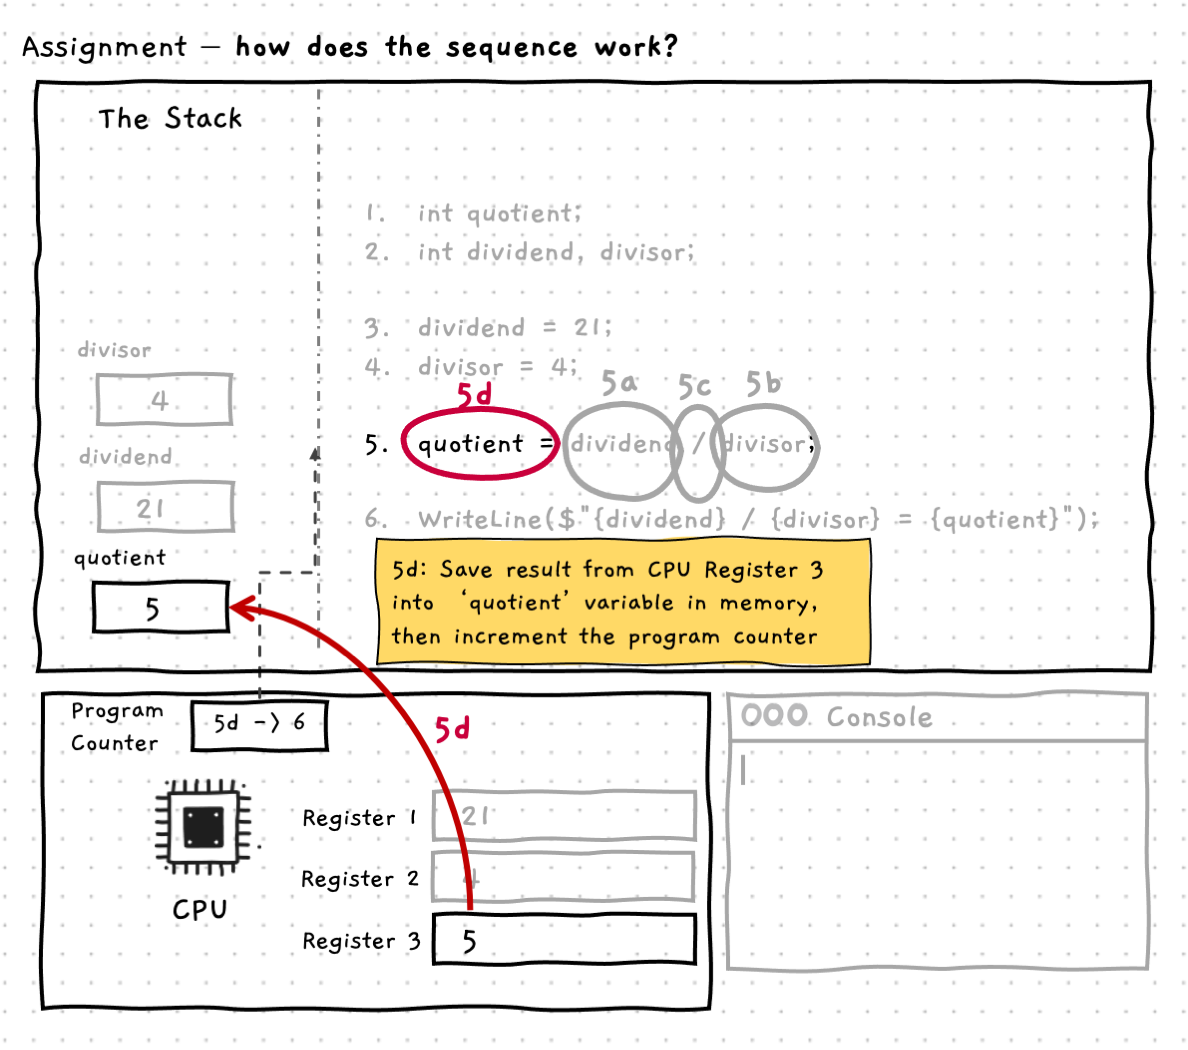 Assignment – how does the sequence work?
The Stack
1. int quotient;
2. int dividend, divisor;
3. dividend = 21;
4. divisor = 4;
5d 5a 5c 5b
5. quotient = dividend / divisor;
6. WriteLine($"{dividend} / {divisor} = {quotient}");
divisor
4
dividend
21
quotient
5
5d: Save result from CPU Register 3
into 'quotient' variable in memory,
then increment the program counter
Program
Counter
5d -> 6
5d
CPU
Register 1 21
Register 2 4
Register 3 5
Console